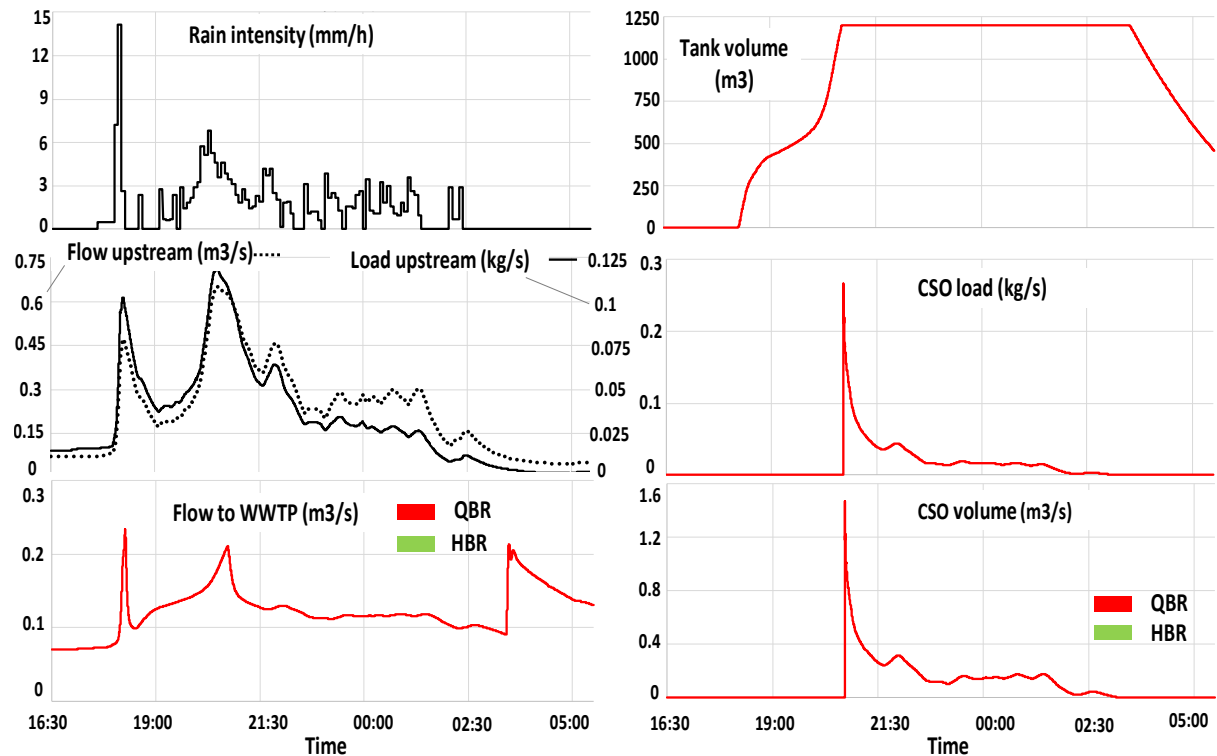 15
12
9
6
3
0
Rain intensity (mm/h)
Flow upstream (m3/s)
Load upstream (kg/s)
0.75
0.6
0.45
0.3
0.15
0
0.125
0.1
0.075
0.05
0.025
0
0.3
0.2
0.1
0
Flow to WWTP (m3/s)
QBR
HBR
16:30 19:00 21:30 00:00 02:30 05:00
Time
1250
1000
750
500
250
0
Tank volume
(m3)
0.3
0.2
0.1
0
CSO load (kg/s)
1.6
1.2
0.8
0.4
0
CSO volume (m3/s)
QBR
HBR
16:30 19:00 21:30 00:00 02:30 05:00
Time